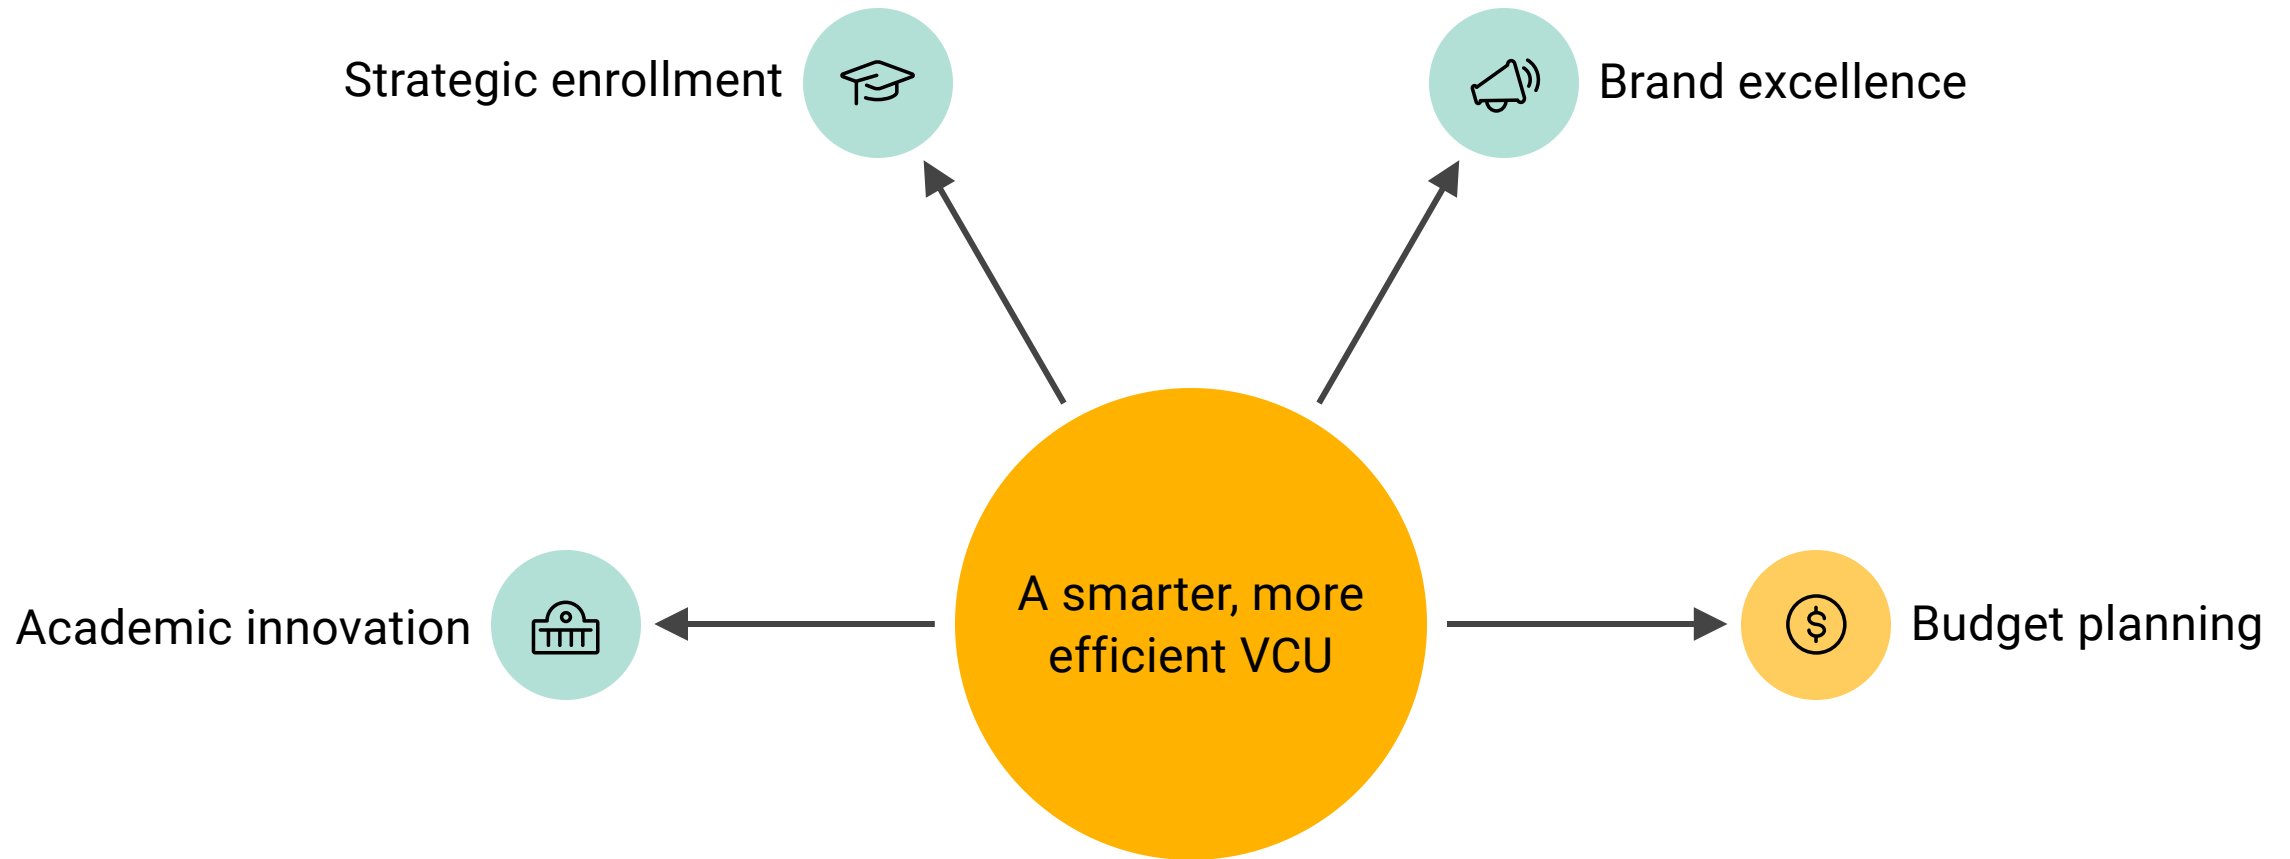 Strategic enrollment
Brand excellence
Academic innovation
A smarter, more
efficient VCU
Budget planning